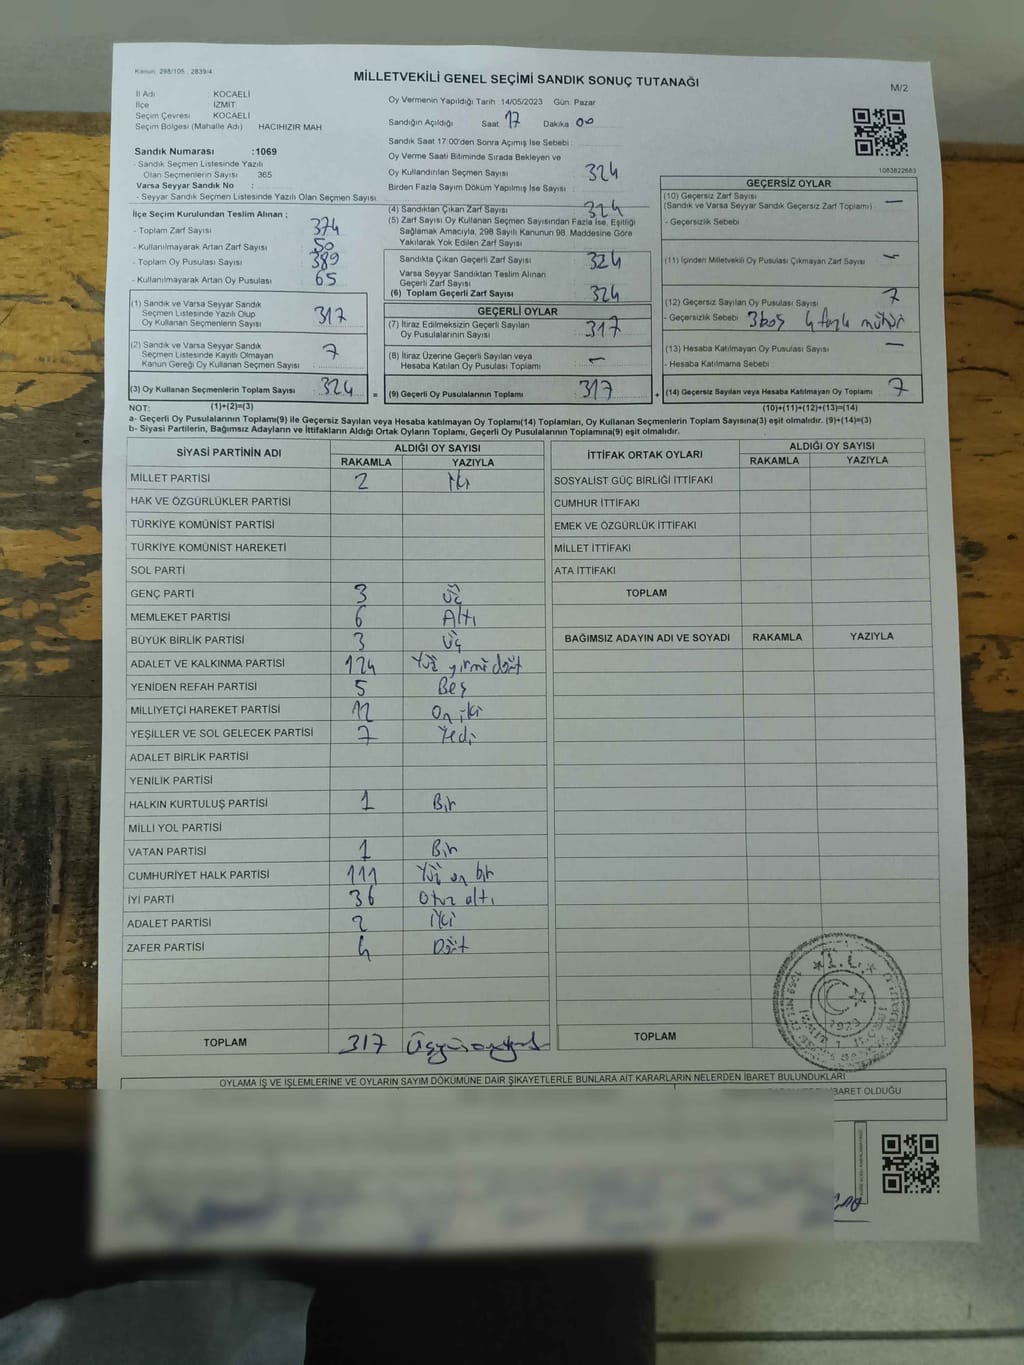 Kanun: 298/105 , 2839/4
MİLLETVEKİLİ GENEL SEÇİMİ SANDIK SONUÇ TUTANAĞI
M/2
İl Adı : KOCAELİ
İlçe : İZMİT
Seçim Çevresi : KOCAELİ
Seçim Bölgesi (Mahalle Adı) : HACIHIZIR MAH
Sandık Numarası :1069
- Sandık Seçmen Listesinde Yazılı
Olan Seçmenlerin Sayısı : 365
Varsa Seyyar Sandık No :
- Seyyar Sandık Seçmen Listesinde Yazılı Olan Seçmen Sayısı :
İlçe Seçim Kurulundan Teslim Alınan ;
- Toplam Zarf Sayısı : 374
- Kullanılmayarak Artan Zarf Sayısı : 50
- Toplam Oy Pusulası Sayısı : 389
- Kullanılmayarak Artan Oy Pusulası : 65
(1) Sandık ve Varsa Seyyar Sandık
Seçmen Listesinde Yazılı Olup
Oy Kullanan Seçmenlerin Sayısı : 317
(2) Sandık ve Varsa Seyyar Sandık
Seçmen Listesinde Kayıtlı Olmayan
Kanun Gereği Oy Kullanan Seçmen Sayısı : 7
(3) Oy Kullanan Seçmenlerin Toplam Sayısı : 324
Oy Vermenin Yapıldığı Tarih :14/05/2023 Gün: Pazar
Sandığın Açıldığı Saat : 17 Dakika : 00
Sandık Saat 17:00'den Sonra Açımış İse Sebebi :
Oy Verme Saati Bitiminde Sırada Bekleyen ve
Oy Kullandırılan Seçmen Sayısı : 324
Birden Fazla Sayım Döküm Yapılmış İse Sayısı :
(4) Sandıktan Çıkan Zarf Sayısı : 324
(5) Zarf Sayısı Oy Kullanan Seçmen Sayısından Fazla İse, Eşitliği
Sağlamak Amacıyla, 298 Sayılı Kanunun 98. Maddesine Göre
Yakılarak Yok Edilen Zarf Sayısı :
Sandıkta Çıkan Geçerli Zarf Sayısı : 324
Varsa Seyyar Sandıktan Teslim Alınan
Geçerli Zarf Sayısı :
(6) Toplam Geçerli Zarf Sayısı : 324
GEÇERLİ OYLAR
(7) İtiraz Edilmeksizin Geçerli Sayılan
Oy Pusulalarının Sayısı : 317
(8) İtiraz Üzerine Geçerli Sayılan veya
Hesaba Katılan Oy Pusulası Toplamı : –
= (9) Geçerli Oy Pusulalarının Toplamı : 317
1083822683
GEÇERSİZ OYLAR
(10) Geçersiz Zarf Sayısı : —
(Sandık ve Varsa Seyyar Sandık Geçersiz Zarf Toplamı)
- Geçersizlik Sebebi :
(11) İçinden Milletvekili Oy Pusulası Çıkmayan Zarf Sayısı : –
(12) Geçersiz Sayılan Oy Pusulası Sayısı : 7
- Geçersizlik Sebebi : 3 boş 4 fazla mühür
(13) Hesaba Katılmayan Oy Pusulası Sayısı : —
- Hesaba Katılmama Sebebi :
+ (14) Geçersiz Sayılan veya Hesaba Katılmayan Oy Toplamı : 7
NOT: (1)+(2)=(3)
(10)+(11)+(12)+(13)=(14)
a- Geçerli Oy Pusulalarının Toplamı(9) ile Geçersiz Sayılan veya Hesaba katılmayan Oy Toplamı(14) Toplamları, Oy Kullanan Seçmenlerin Toplam Sayısına(3) eşit olmalıdır. (9)+(14)=(3)
b- Siyasi Partilerin, Bağımsız Adayların ve İttifakların Aldığı Ortak Oyların Toplamı, Geçerli Oy Pusulalarının Toplamına(9) eşit olmalıdır.
SİYASİ PARTİNİN ADI ALDIĞI OY SAYISI
RAKAMLA YAZIYLA
MİLLET PARTİSİ 2 İki
HAK VE ÖZGÜRLÜKLER PARTİSİ
TÜRKİYE KOMÜNİST PARTİSİ
TÜRKİYE KOMÜNİST HAREKETİ
SOL PARTİ
GENÇ PARTİ 3 Üç
MEMLEKET PARTİSİ 6 Altı
BÜYÜK BİRLİK PARTİSİ 3 Üç
ADALET VE KALKINMA PARTİSİ 124 Yüz yirmi dört
YENİDEN REFAH PARTİSİ 5 Beş
MİLLİYETÇİ HAREKET PARTİSİ 12 On iki
YEŞİLLER VE SOL GELECEK PARTİSİ 7 Yedi
ADALET BİRLİK PARTİSİ
YENİLİK PARTİSİ
HALKIN KURTULUŞ PARTİSİ 1 Bir
MİLLİ YOL PARTİSİ
VATAN PARTİSİ 1 Bir
CUMHURİYET HALK PARTİSİ 111 Yüz on bir
İYİ PARTİ 36 Otuz altı
ADALET PARTİSİ 2 İki
ZAFER PARTİSİ 4 Dört
TOPLAM 317 Üçyüzonyedi
İTTİFAK ORTAK OYLARI ALDIĞI OY SAYISI
RAKAMLA YAZIYLA
SOSYALİST GÜÇ BİRLİĞİ İTTİFAKI
CUMHUR İTTİFAKI
EMEK VE ÖZGÜRLÜK İTTİFAKI
MİLLET İTTİFAKI
ATA İTTİFAKI
TOPLAM
BAĞIMSIZ ADAYIN ADI VE SOYADI RAKAMLA YAZIYLA
TOPLAM
★ T.C. ★
1923
OYLAMA İŞ VE İŞLEMLERİNE VE OYLARIN SAYIM DÖKÜMÜNE DAİR ŞİKAYETLERLE BUNLARA AİT KARARLARIN NELERDEN İBARET BULUNDUKLARI
İBARET OLDUĞU